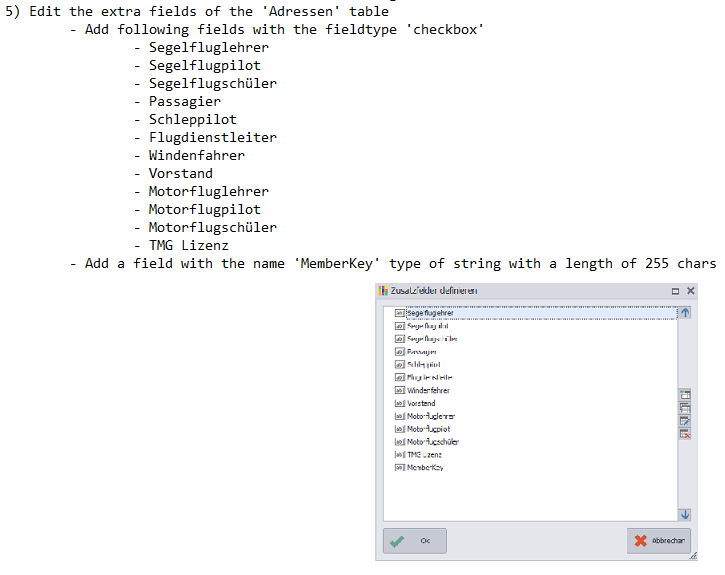 5) Edit the extra fields of the 'Adressen' table
- Add following fields with the fieldtype 'checkbox'
- Segelfluglehrer
- Segelflugpilot
- Segelflugschüler
- Passagier
- Schleppilot
- Flugdienstleiter
- Windenfahrer
- Vorstand
- Motorfluglehrer
- Motorflugpilot
- Motorflugschüler
- TMG Lizenz
- Add a field with the name 'MemberKey' type of string with a length of 255 chars
Zusatzfelder definieren
Segelfluglehrer
Segelflugpilot
Segelflugschüler
Passagier
Schleppilot
Flugdienstleiter
Windenfahrer
Vorstand
Motorfluglehrer
Motorflugpilot
Motorflugschüler
TMG Lizenz
MemberKey
Ok Abbrechen